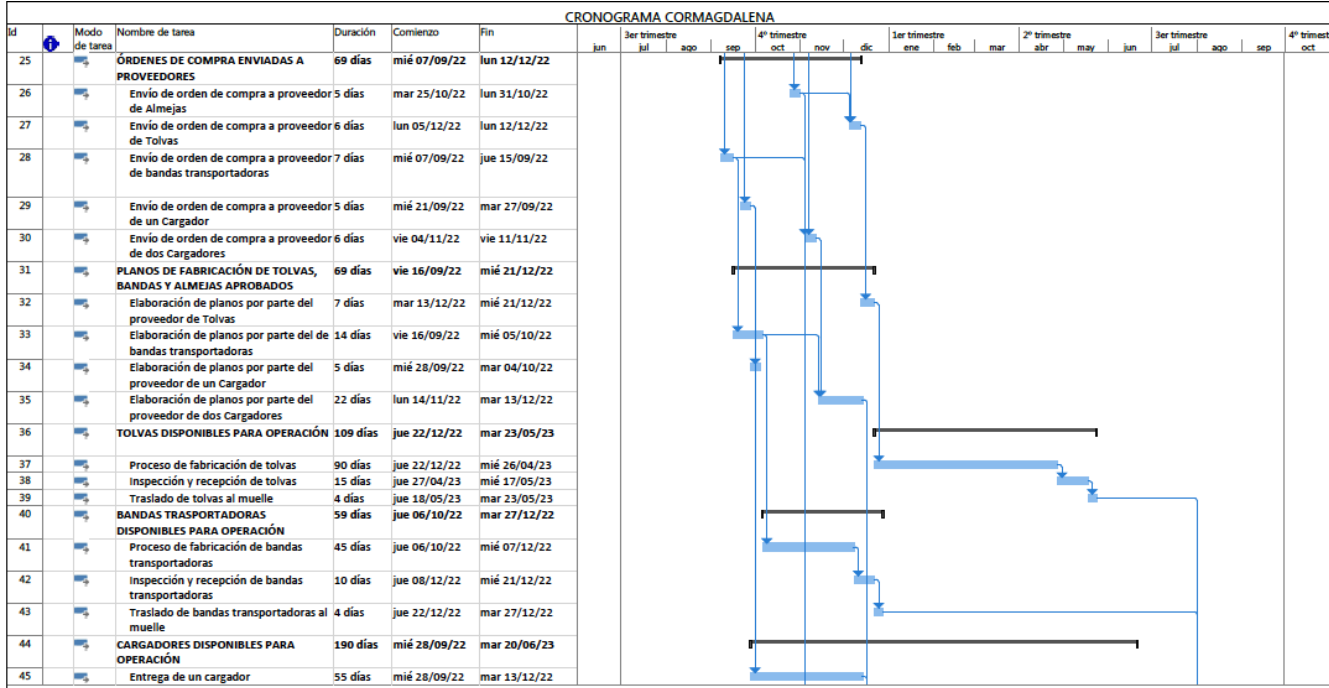 CRONOGRAMA CORMAGDALENA
Id Modo de tarea Nombre de tarea Duración Comienzo Fin
3er trimestre 4º trimestre 1er trimestre 2º trimestre 3er trimestre 4º trimest
jun jul ago sep oct nov dic ene feb mar abr may jun jul ago sep oct
25 ÓRDENES DE COMPRA ENVIADAS A 69 días mié 07/09/22 lun 12/12/22
PROVEEDORES
26 Envío de orden de compra a proveedor 5 días mar 25/10/22 lun 31/10/22
de Almejas
27 Envío de orden de compra a proveedor 6 días lun 05/12/22 lun 12/12/22
de Tolvas
28 Envío de orden de compra a proveedor 7 días mié 07/09/22 jue 15/09/22
de bandas transportadoras
29 Envío de orden de compra a proveedor 5 días mié 21/09/22 mar 27/09/22
de un Cargador
30 Envío de orden de compra a proveedor 6 días vie 04/11/22 vie 11/11/22
de dos Cargadores
31 PLANOS DE FABRICACIÓN DE TOLVAS, 69 días vie 16/09/22 mié 21/12/22
BANDAS Y ALMEJAS APROBADOS
32 Elaboración de planos por parte del 7 días mar 13/12/22 mié 21/12/22
proveedor de Tolvas
33 Elaboración de planos por parte del de 14 días vie 16/09/22 mié 05/10/22
bandas transportadoras
34 Elaboración de planos por parte del 5 días mié 28/09/22 mar 04/10/22
proveedor de un Cargador
35 Elaboración de planos por parte del 22 días lun 14/11/22 mar 13/12/22
proveedor de dos Cargadores
36 TOLVAS DISPONIBLES PARA OPERACIÓN 109 días jue 22/12/22 mar 23/05/23
37 Proceso de fabricación de tolvas 90 días jue 22/12/22 mié 26/04/23
38 Inspección y recepción de tolvas 15 días jue 27/04/23 mié 17/05/23
39 Traslado de tolvas al muelle 4 días jue 18/05/23 mar 23/05/23
40 BANDAS TRASPORTADORAS 59 días jue 06/10/22 mar 27/12/22
DISPONIBLES PARA OPERACIÓN
41 Proceso de fabricación de bandas 45 días jue 06/10/22 mié 07/12/22
transportadoras
42 Inspección y recepción de bandas 10 días jue 08/12/22 mié 21/12/22
transportadoras
43 Traslado de bandas transportadoras al 4 días jue 22/12/22 mar 27/12/22
muelle
44 CARGADORES DISPONIBLES PARA 190 días mié 28/09/22 mar 20/06/23
OPERACIÓN
45 Entrega de un cargador 55 días mié 28/09/22 mar 13/12/22